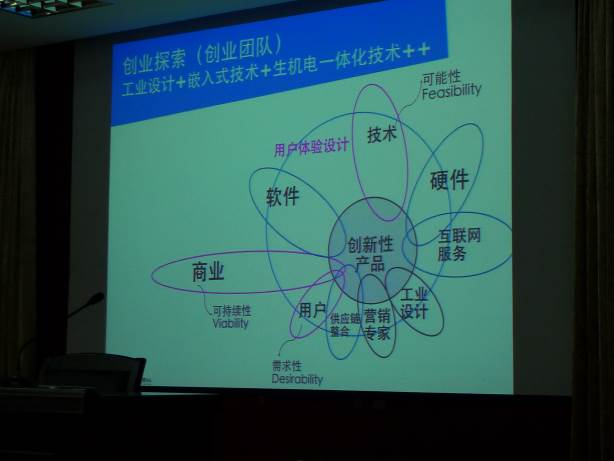 创业探索（创业团队）
工业设计+嵌入式技术+生机电一体化技术++
可能性
Feasibility
技术
用户体验设计
硬件
软件
互联网
服务
创新性
产品
商业
可持续性
Viability
用户
供应链
整合
营销
专家
工业
设计
需求性
Desirability